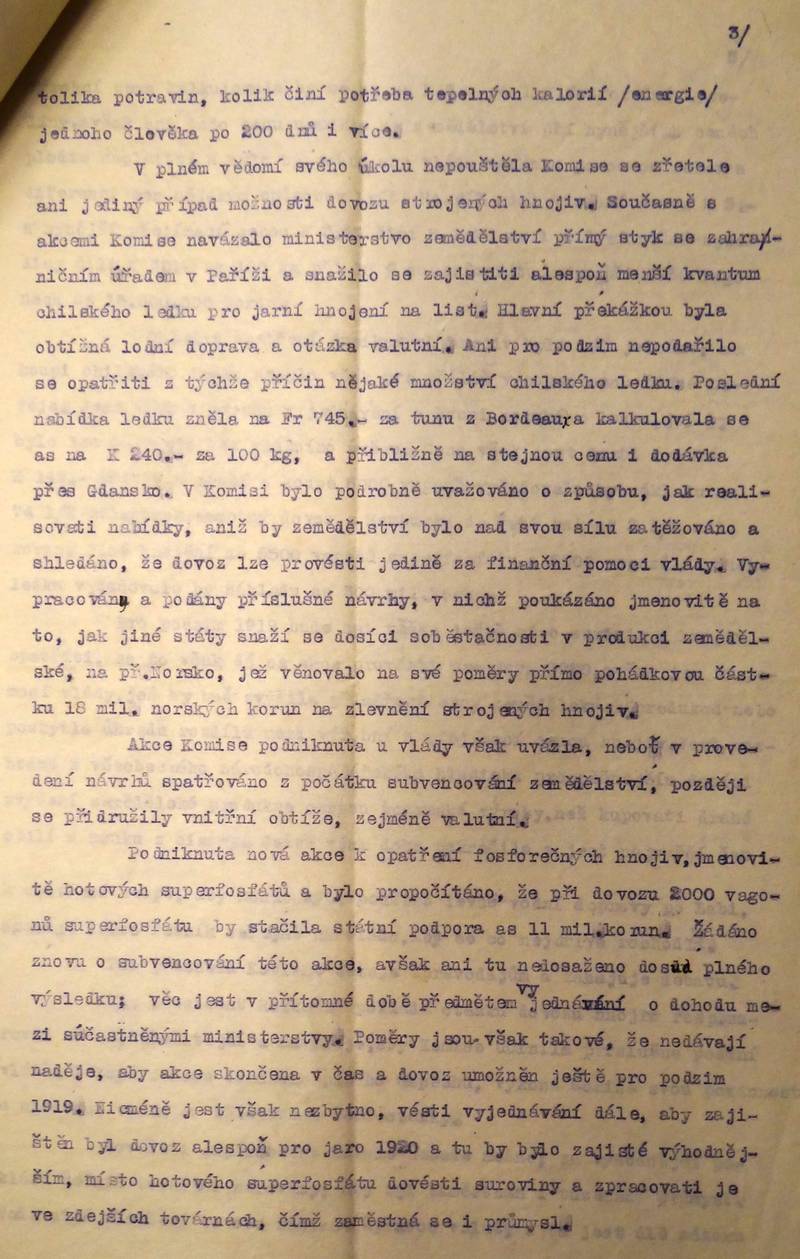 3/
tolika potravin, kolik činí potřeba tepelných kalorií /energie/
jednoho člověka po 200 dnů i více.
V plném vědomí svého úkolu nepouštěla Komise se zřetele
ani jediný případ možnosti dovozu strojených hnojiv. Současně s
akcemi Komise navázalo ministerstvo zemědělství přímý styk se zahra-
ničním úřadem v Paříži a snažilo se zajistiti alespoň menší kvantum
chilského ledku pro jarní hnojení na list. Hlavní překážkou byla
obtížná lodní doprava a otázka valutní. Ani pro podzim nepodařilo
se opatřiti z týchže příčin nějaké množství chilského ledku. Poslední
nabídka ledku zněla na Fr 745.- za tunu z Bordeaux a kalkulovala se
as na K 240.- za 100 kg, a přibližně na stejnou cenu i dodávka
přes Gdansko. V Komisi bylo podrobně uvažováno o způsobu, jak reali-
sovati nabídky, aniž by zemědělství bylo nad svou sílu zatěžováno a
shledáno, že dovoz lze provésti jedině za finanční pomoci vlády. Vy-
pracovány a podány příslušné návrhy, v nichž poukázáno jmenovitě na
to, jak jiné státy snaží se dosíci soběstačnosti v produkci zeměděl-
ské, na př. Norsko, jež věnovalo na své poměry přímo pohádkovou část-
ku 18 mil. norských korun na zlevnění strojených hnojiv.
Akce Komise podniknuta u vlády však uvázla, neboť v prove-
dení návrhů spatřováno z počátku subvencování zemědělství, později
se přidružily vnitřní obtíže, zejméně valutní.
Podniknuta nová akce k opatření fosforečných hnojiv, jmenovi-
tě hotových superfosfátů a bylo propočítáno, že při dovozu 2000 vago-
nů superfosfátu by stačila státní podpora as 11 mil. korun. Žádáno
znovu o subvencování této akce, avšak ani tu nedosaženo dosud plného
výsledku; věc jest v přítomné době předmětem vyjednávání o dohodu me-
zi súčastněnými ministerstvy. Poměry jsou však takové, že nedávají
naděje, aby akce skončena v čas a dovoz umožněn ještě pro podzim
1919. Nicméně jest však nezbytno, vésti vyjednávání dále, aby zaji-
štěn byl dovoz alespoň pro jaro 1920 a tu by bylo zajisté výhodněj-
ším, místo hotového superfosfátu dovésti suroviny a zpracovati je
ve zdejších továrnách, čímž zaměstná se i průmysl.